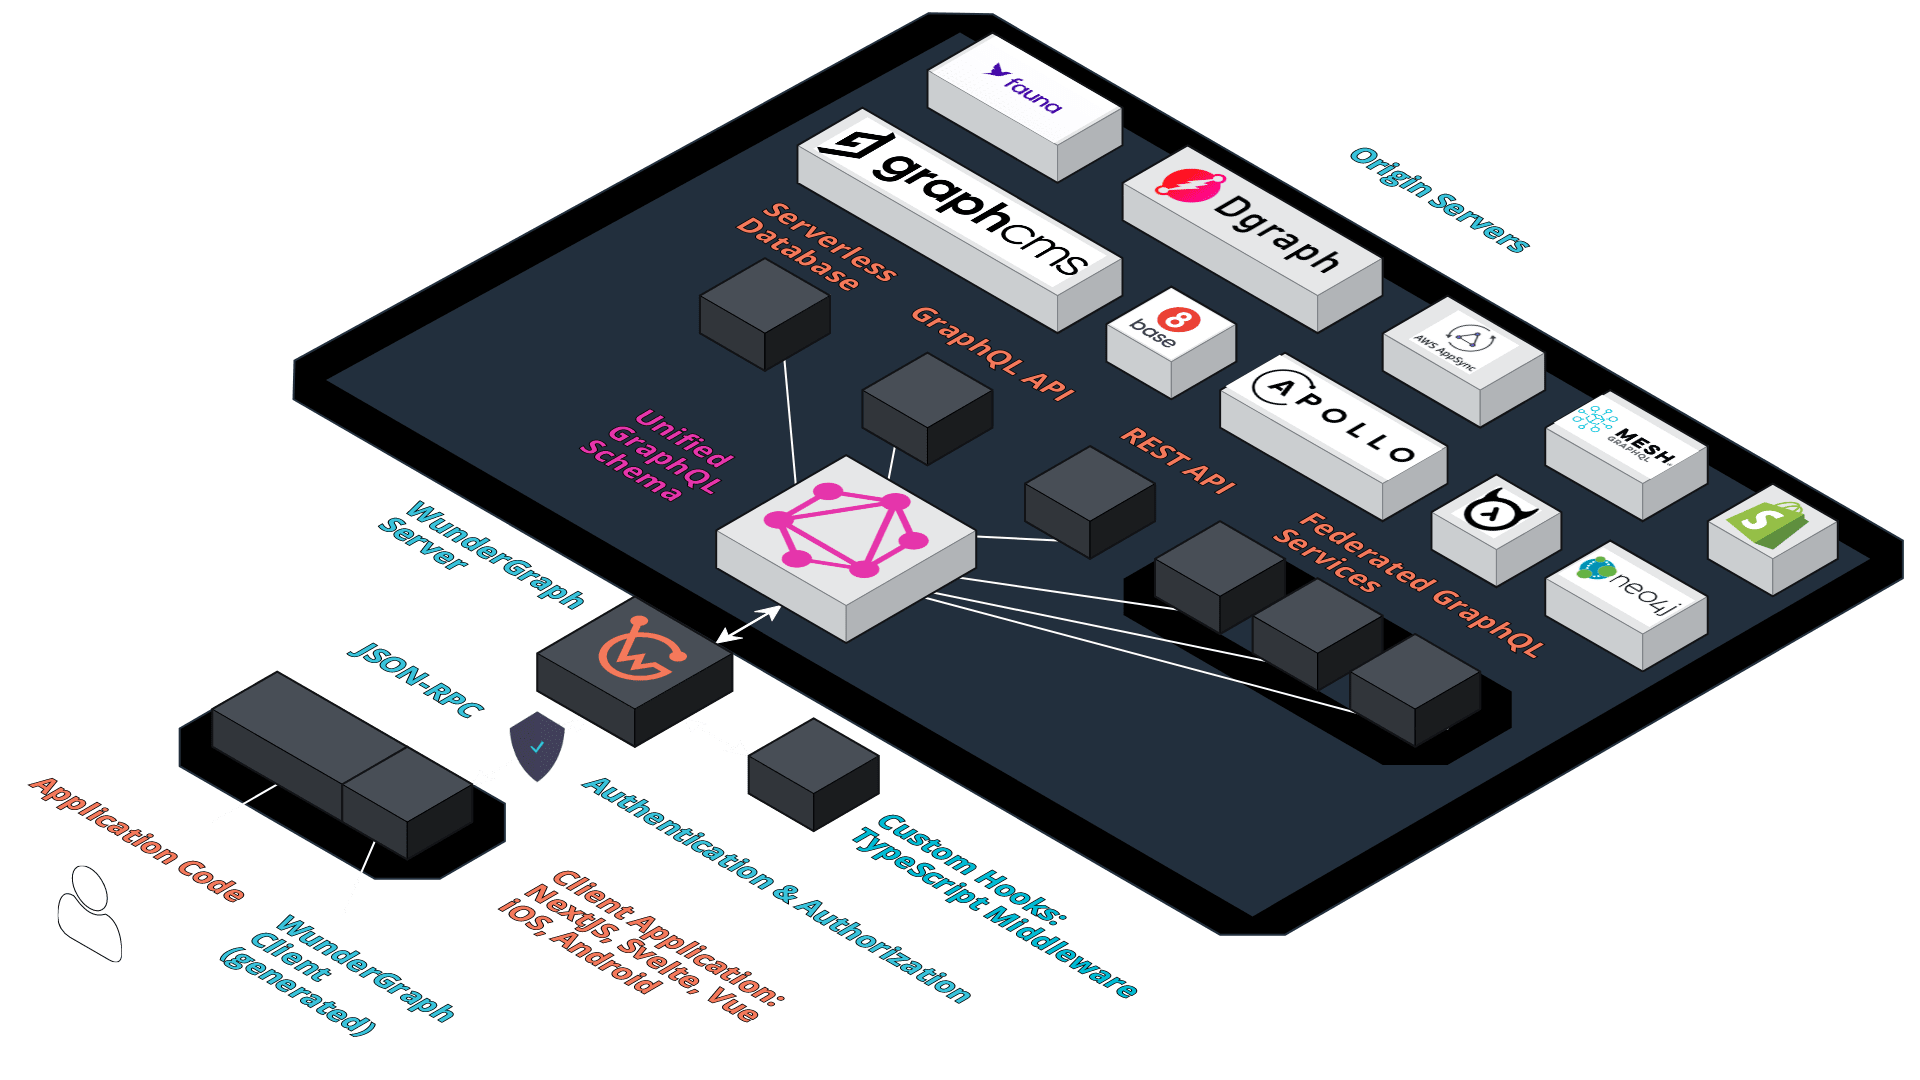 fauna
graphcms
Dgraph
Origin Servers
Serverless
Database
GraphQL API
8
base
AWS AppSync
APOLLO
MESH
GRAPHQL
REST API
Unified
GraphQL
Schema
S
neo4j
Federated GraphQL
Services
WunderGraph
Server
W
JSON-RPC
Application Code
WunderGraph
Client
(generated)
Client Application:
NextJS, Svelte, Vue
iOS, Android
Authentication & Authorization
Custom Hooks:
TypeScript Middleware